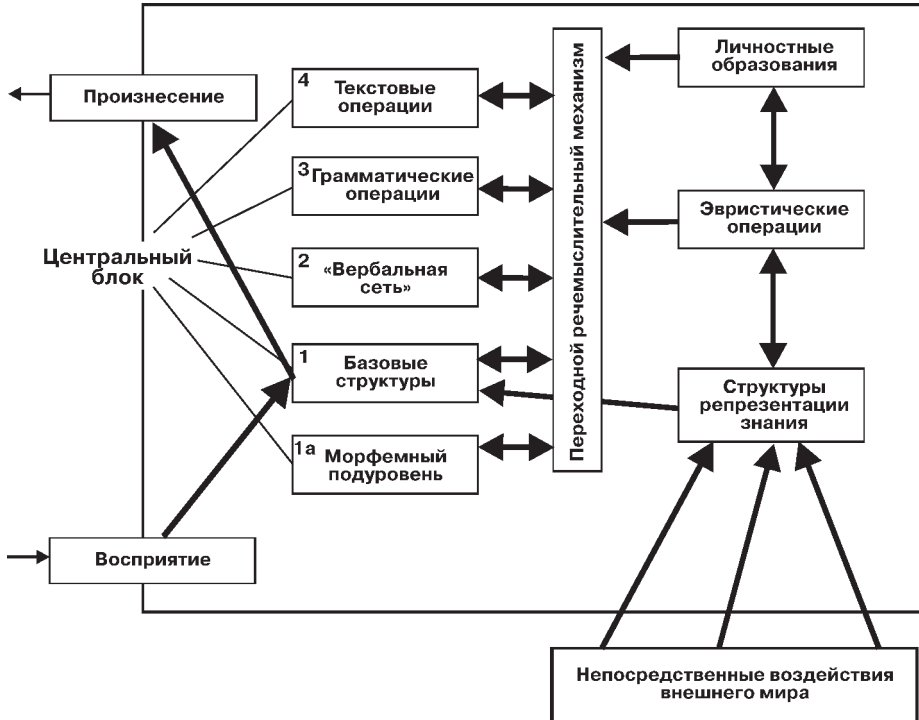 Произнесение
Центральный
блок
Восприятие
4
Текстовые
операции
3
Грамматические
операции
2
«Вербальная
сеть»
1
Базовые
структуры
1а
Морфемный
подуровень
Переходной речемыслительный механизм
Личностные
образования
Эвристические
операции
Структуры
репрезентации
знания
Непосредственные воздействия
внешнего мира